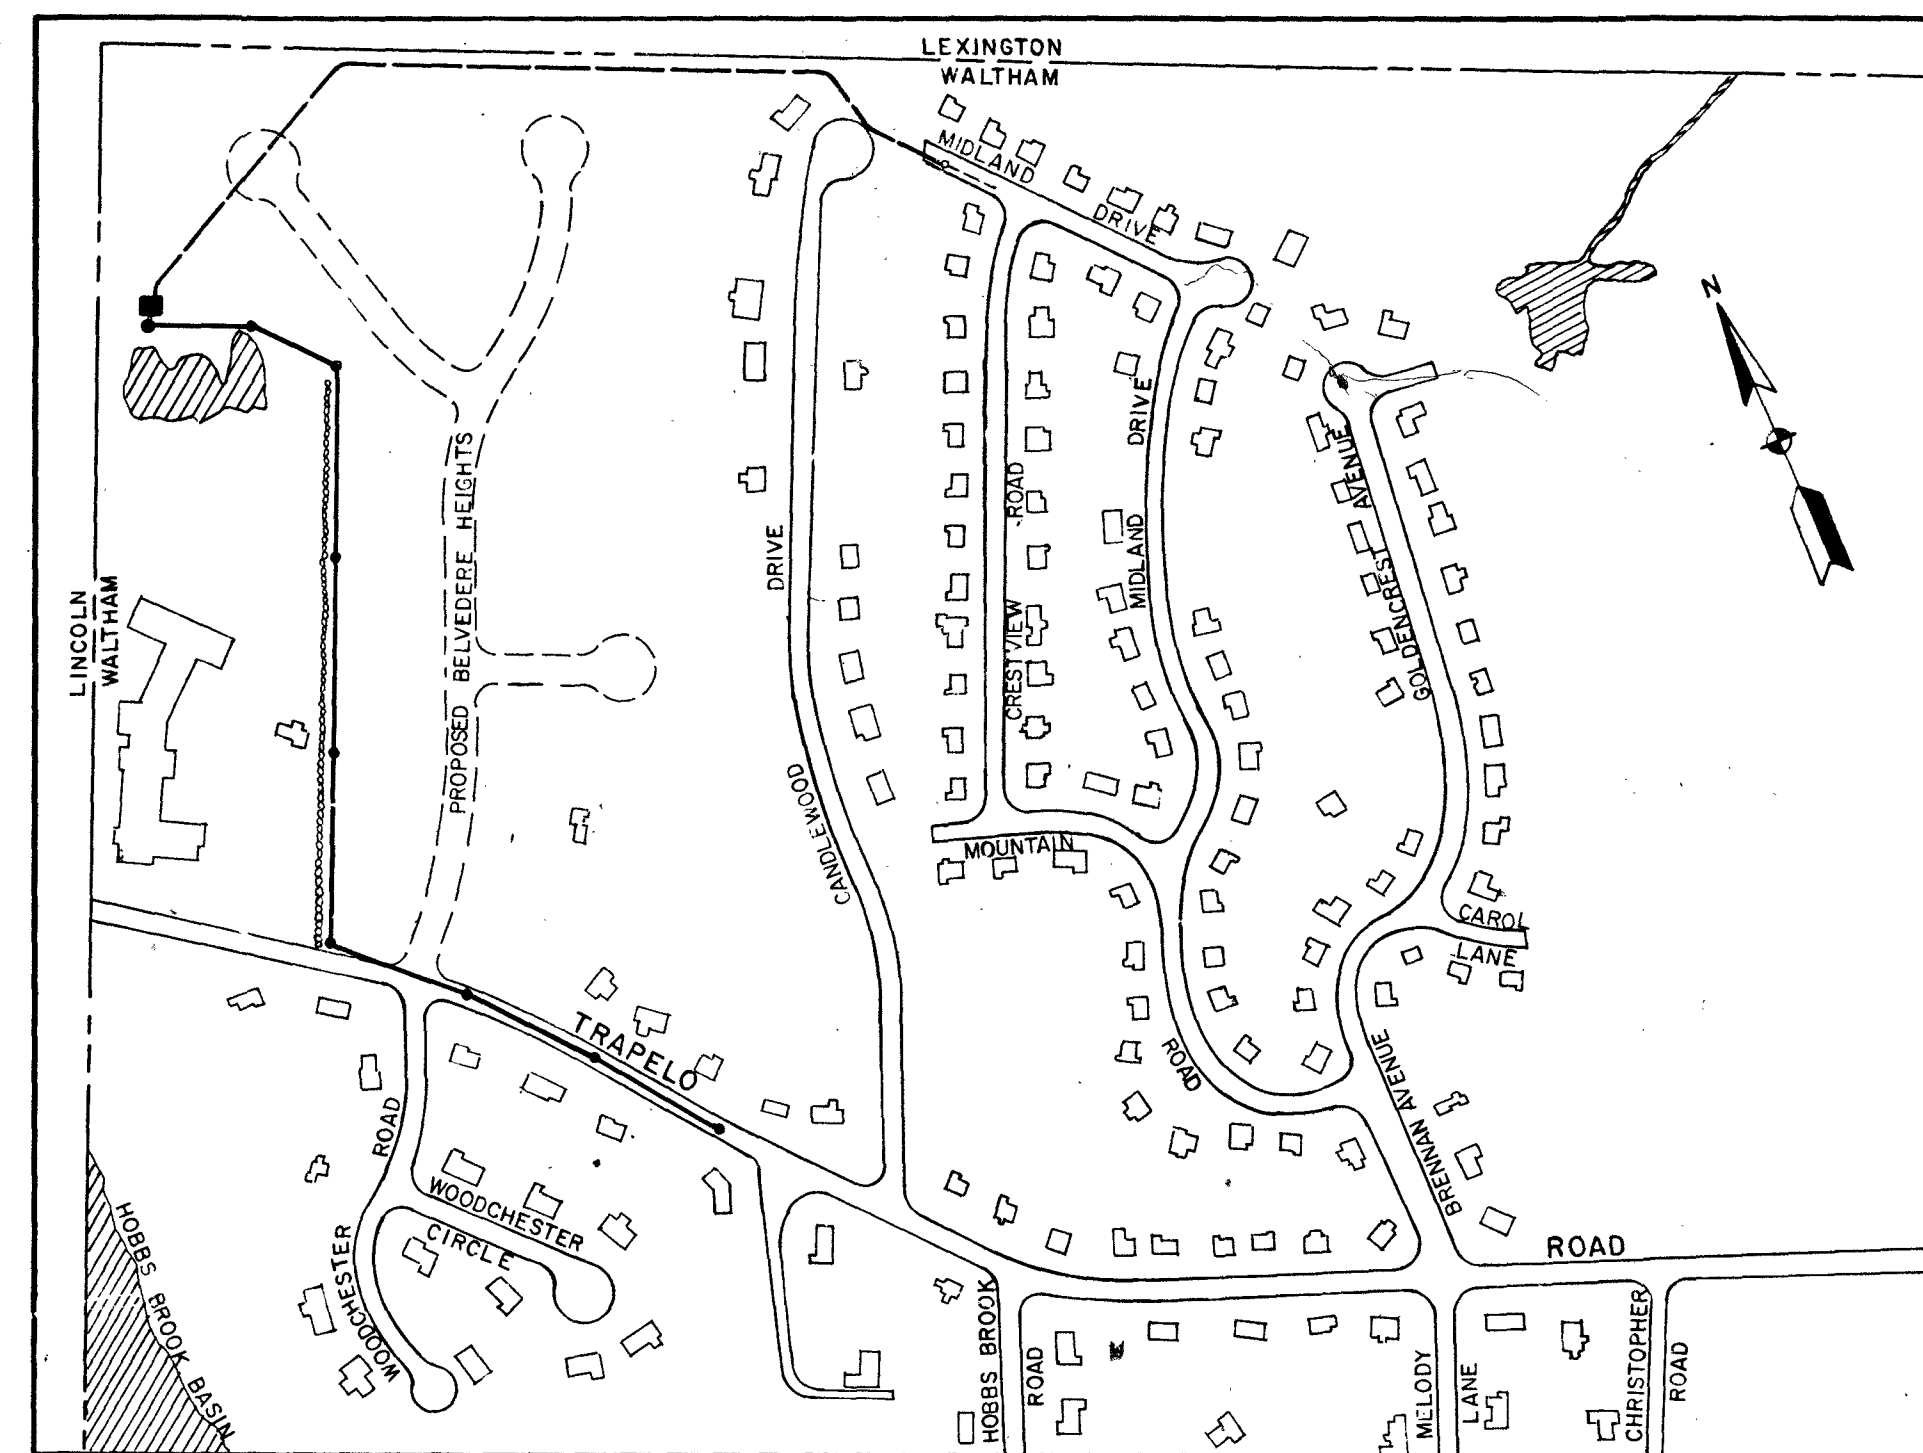 LEXINGTON
WALTHAM
MIDLAND
DRIVE
N
LINCOLN
WALTHAM
PROPOSED BELVEDERE HEIGHTS
DRIVE
CANDLEWOOD
ROAD
CRESTVIEW
DRIVE
MIDLAND
AVENUE
GOLDENCREST
MOUNTAIN
ROAD
CAROL
LANE
TRAPELO
ROAD
WOODCHESTER
WOODCHESTER
CIRCLE
BRENNAN AVENUE
ROAD
HOBBS BROOK BASIN
HOBBS BROOK
ROAD
MELODY
LANE
CHRISTOPHER
ROAD